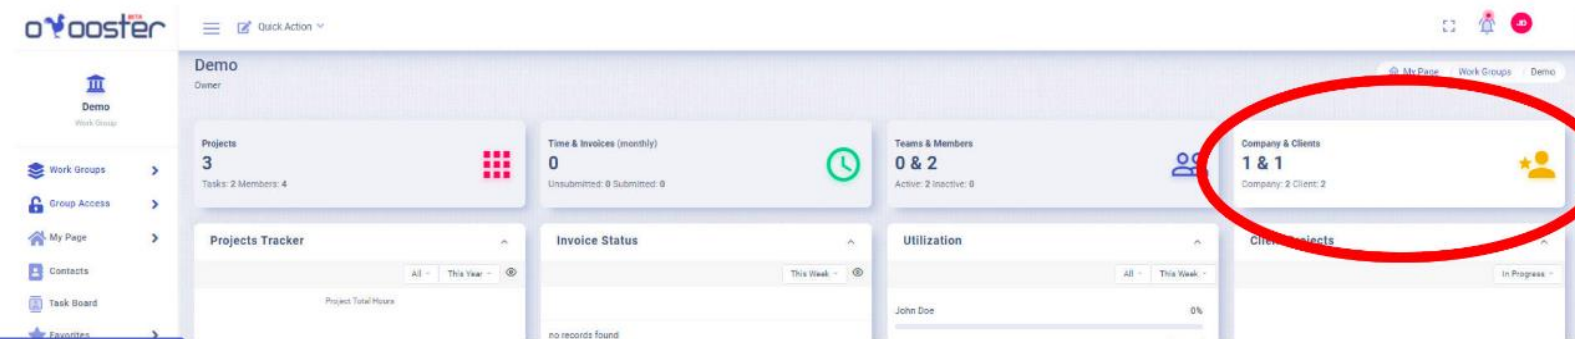 oYooster BETA
Quick Action
JD
Demo
Work Group
Work Groups
Group Access
My Page
Contacts
Task Board
Favorites
Demo
Owner
My Page / Work Groups / Demo
Projects
3
Tasks: 2 Members: 4
Time & Invoices (monthly)
0
Unsubmitted: 0 Submitted: 0
Teams & Members
0 & 2
Active: 2 Inactive: 0
Company & Clients
1 & 1
Company: 2 Client: 2
Projects Tracker
All
This Year
Project Total Hours
Invoice Status
This Week
no records found
Utilization
All
This Week
John Doe
0%
Client Projects
In Progress